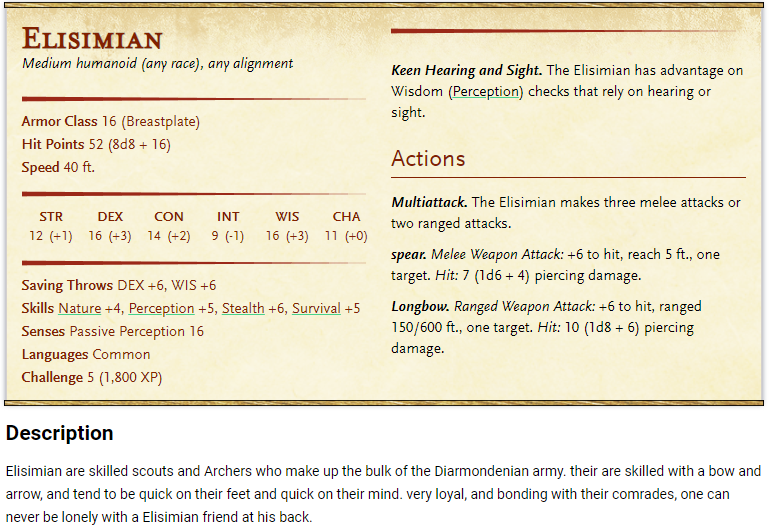 Elisimian
Medium humanoid (any race), any alignment
Armor Class 16 (Breastplate)
Hit Points 52 (8d8 + 16)
Speed 40 ft.
STR DEX CON INT WIS CHA
12 (+1) 16 (+3) 14 (+2) 9 (-1) 16 (+3) 11 (+0)
Saving Throws DEX +6, WIS +6
Skills Nature +4, Perception +5, Stealth +6, Survival +5
Senses Passive Perception 16
Languages Common
Challenge 5 (1,800 XP)
Keen Hearing and Sight. The Elisimian has advantage on
Wisdom (Perception) checks that rely on hearing or
sight.
Actions
Multiattack. The Elisimian makes three melee attacks or
two ranged attacks.
spear. Melee Weapon Attack: +6 to hit, reach 5 ft., one
target. Hit: 7 (1d6 + 4) piercing damage.
Longbow. Ranged Weapon Attack: +6 to hit, ranged
150/600 ft., one target. Hit: 10 (1d8 + 6) piercing
damage.
Description
Elisimian are skilled scouts and Archers who make up the bulk of the Diarmondenian army. their are skilled with a bow and
arrow, and tend to be quick on their feet and quick on their mind. very loyal, and bonding with their comrades, one can
never be lonely with a Elisimian friend at his back.